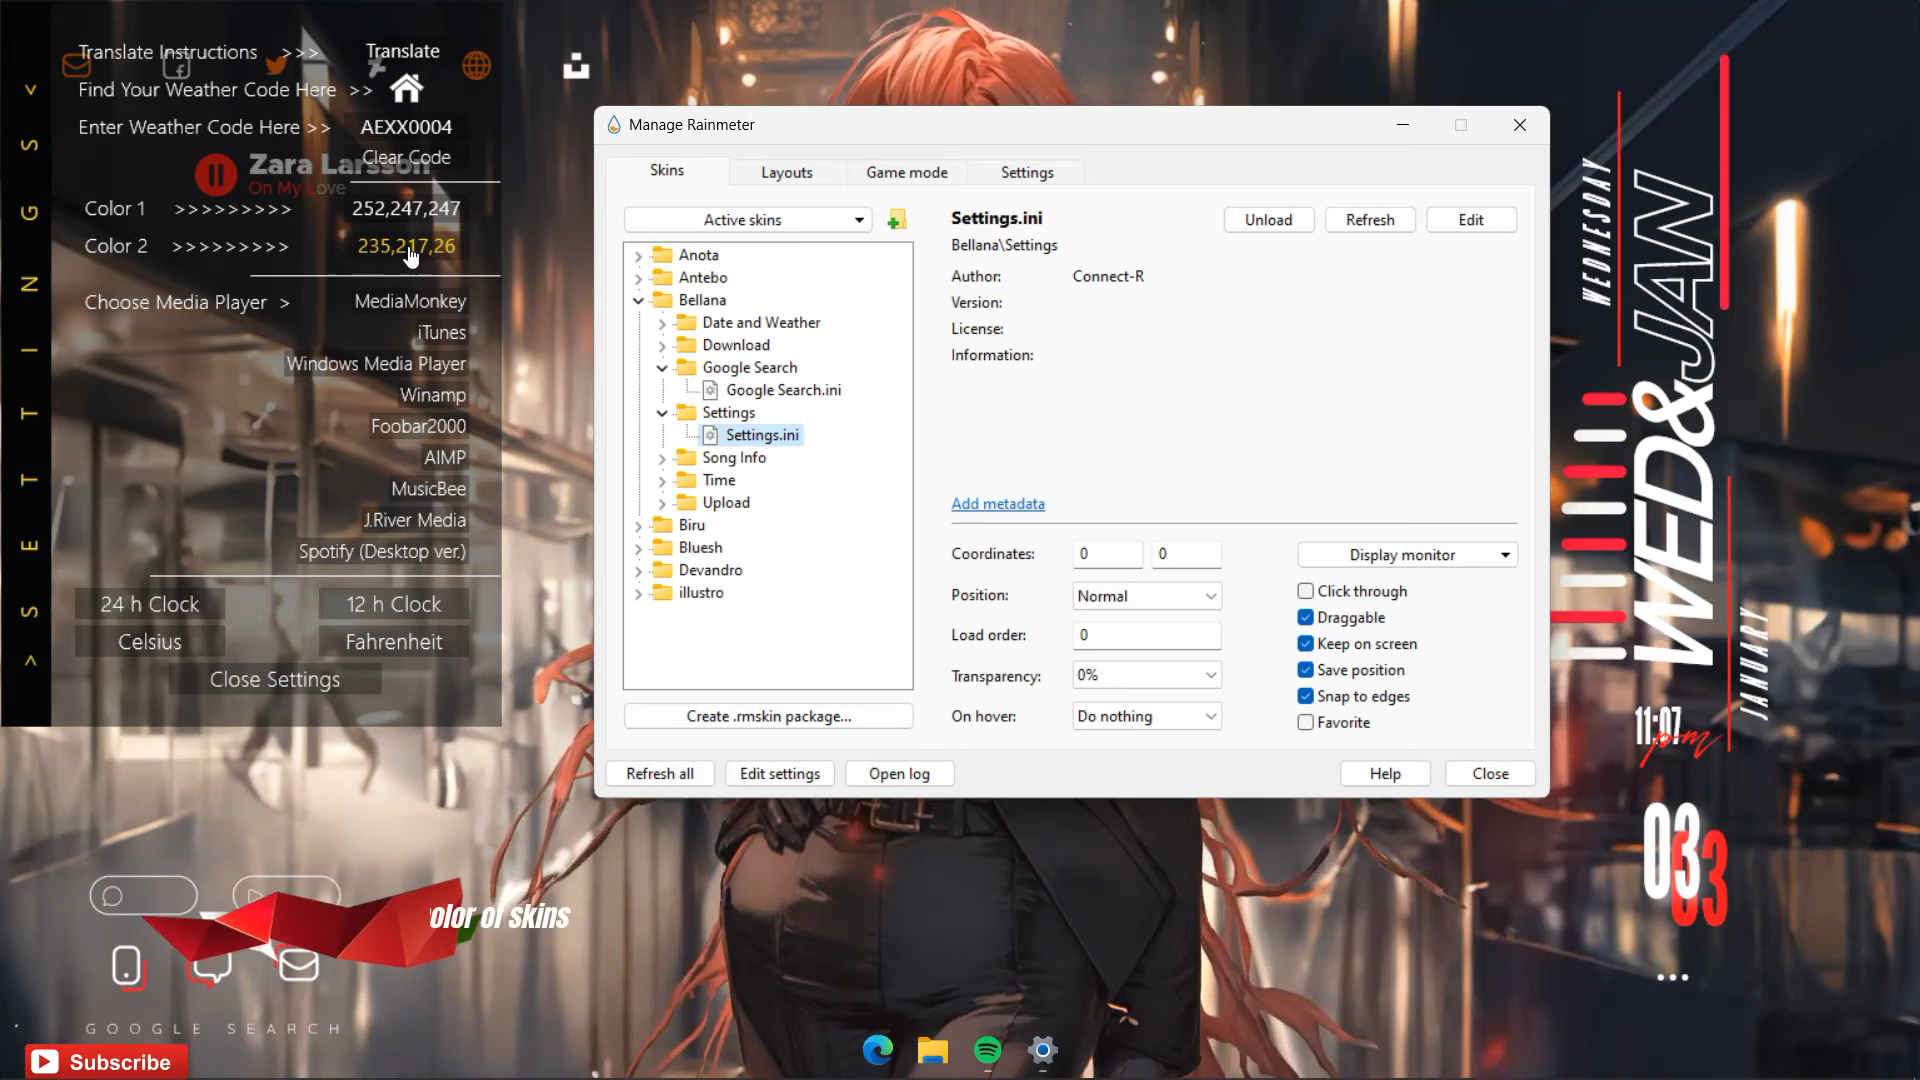 Translate Instructions >>> Translate
Find Your Weather Code Here >>
Enter Weather Code Here >> AEXX0004
Clear Code
Zara Larsson
On My Love
Color 1 >>>>>>>>> 252,247,247
Color 2 >>>>>>>>> 235,217,26
Choose Media Player > MediaMonkey
iTunes
Windows Media Player
Winamp
Foobar2000
AIMP
MusicBee
J.River Media
Spotify (Desktop ver.)
24 h Clock 12 h Clock
Celsius Fahrenheit
Close Settings
> SETTINGS <
olor of skins
GOOGLE SEARCH
Subscribe
Manage Rainmeter
Skins Layouts Game mode Settings
Active skins
Anota
Antebo
Bellana
Date and Weather
Download
Google Search
Google Search.ini
Settings
Settings.ini
Song Info
Time
Upload
Biru
Bluesh
Devandro
illustro
Create .rmskin package...
Settings.ini Unload Refresh Edit
Bellana\Settings
Author: Connect-R
Version:
License:
Information:
Add metadata
Coordinates: 0 0 Display monitor
Position: Normal
Load order: 0
Transparency: 0%
On hover: Do nothing
Click through
Draggable
Keep on screen
Save position
Snap to edges
Favorite
Refresh all Edit settings Open log Help Close
WEDNESDAY
WED&JAN
JANUARY
11:07
pm
03
3
...